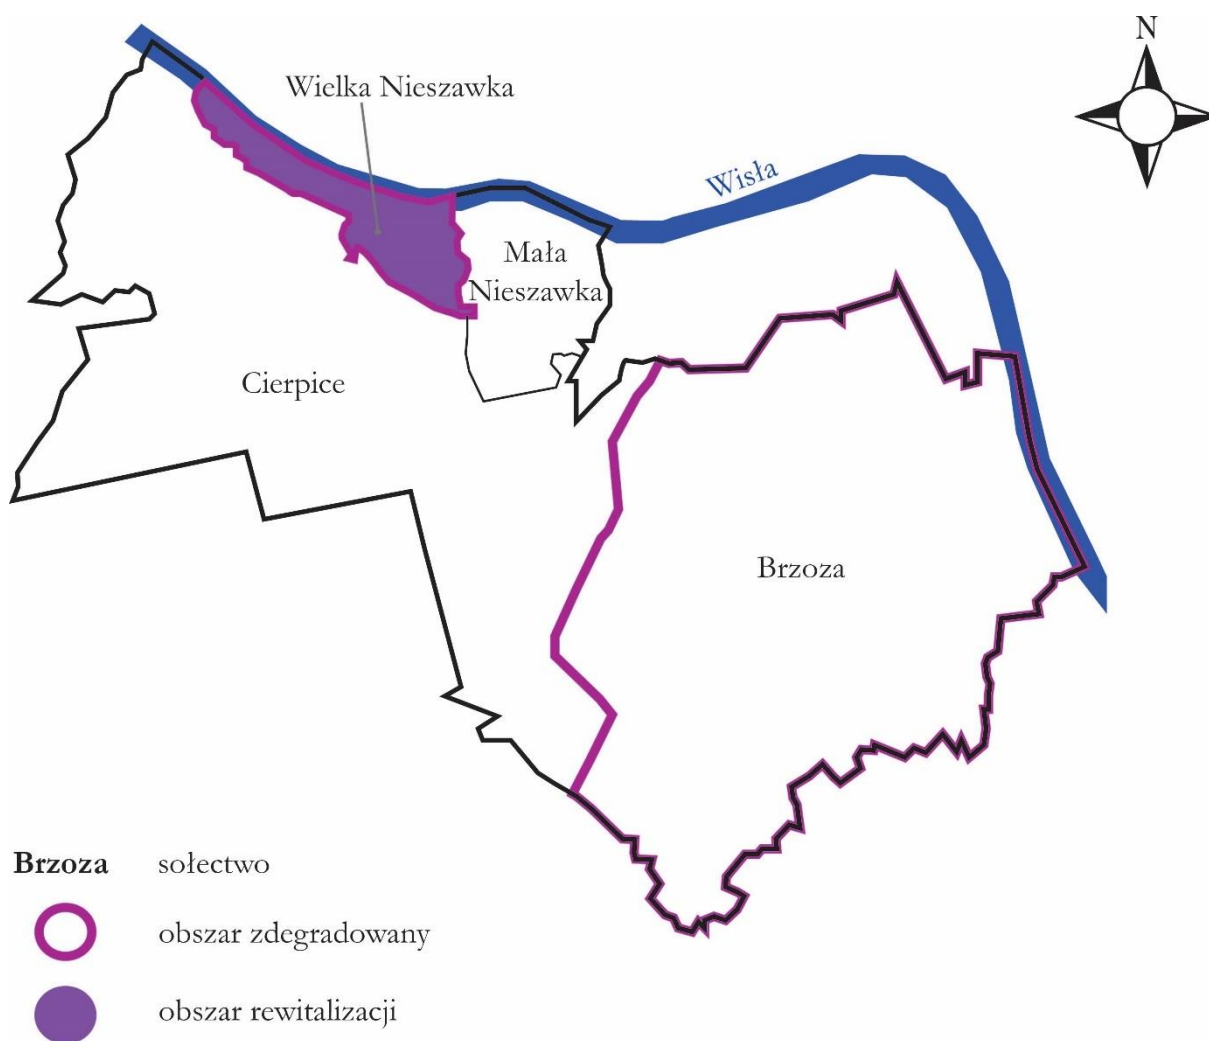 N
Wielka Nieszawka
Wisła
Mała
Nieszawka
Cierpice
Brzoza
Brzoza sołectwo
obszar zdegradowany
obszar rewitalizacji